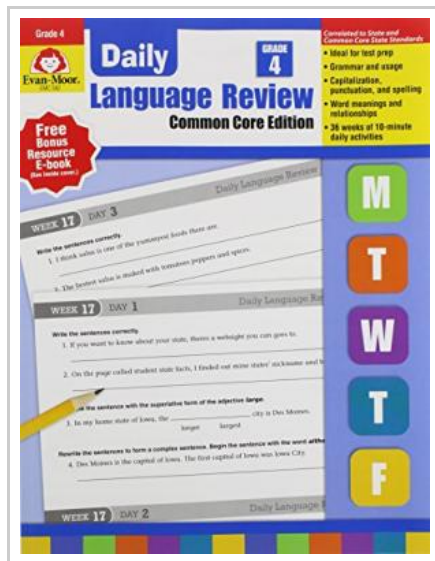 Grade 4
Correlated to State and
Common Core State Standards
Evan-Moor.
Daily
GRADE
4
Language Review
Common Core Edition
• Ideal for test prep
• Grammar and usage
• Capitalization,
punctuation, and spelling
• Word meanings and
relationships
• 36 weeks of 10-minute
daily activities
Free
Bonus
Resource
E-book
(See inside cover.)
WEEK 17 DAY 3
Daily Language Review
Write the sentences correctly.
1. I think salsa is one of the yummyest foods there are.
2. The hottest salsa is maked with tomatoes peppers and spices.
WEEK 17 DAY 1
Daily Language Re
Write the sentences correctly.
1. If you want to know about your state, theres a websight you can goes to.
2. On the page called student state facts, I finded out mine states' nickname and
the sentence with the superlative form of the adjective large.
3. In my home state of Iowa, the city is Des Moines.
larger largest
Rewrite the sentences to form a complex sentence. Begin the sentence with the word
4. Des Moines is the capital of Iowa. The first capital of Iowa was Iowa City.
WEEK 17 DAY 2
Daily Language
M
T
W
T
F